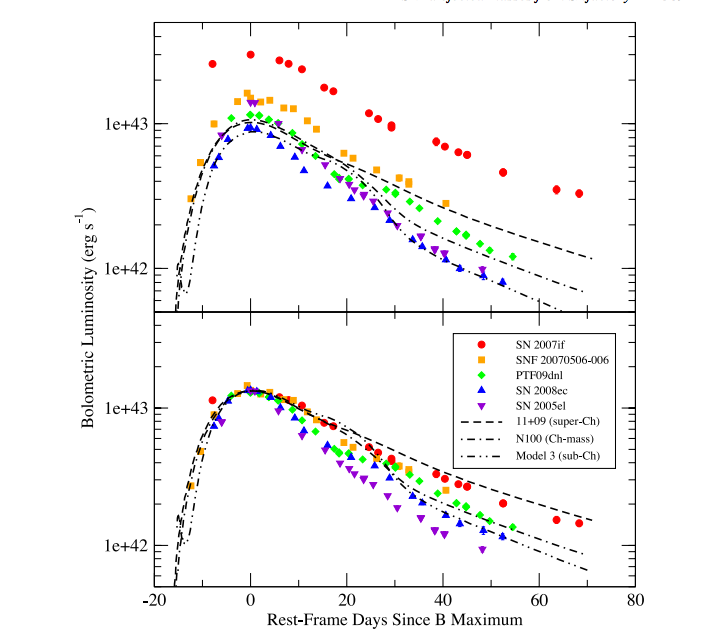 1e+43
1e+42
Bolometric Luminosity (erg s⁻¹)
SN 2007if
SNF 20070506-006
PTF09dnl
SN 2008ec
SN 2005el
11+09 (super-Ch)
N100 (Ch-mass)
Model 3 (sub-Ch)
1e+43
1e+42
-20 0 20 40 60 80
Rest-Frame Days Since B Maximum